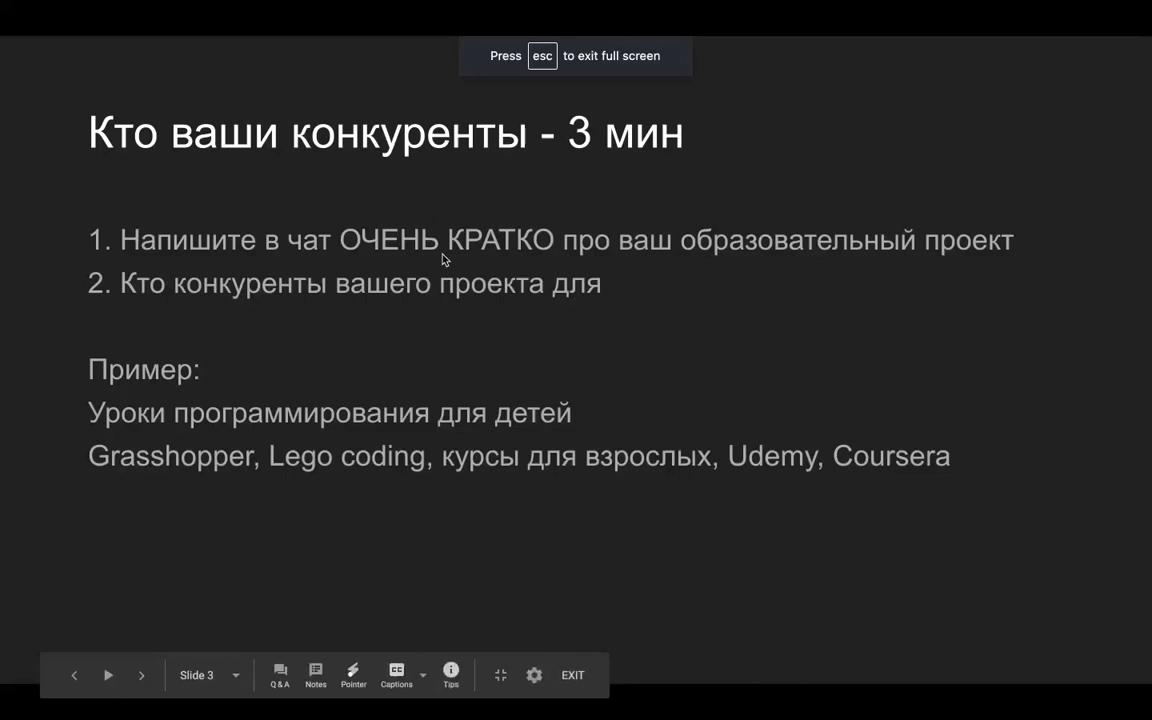 Press esc to exit full screen
Кто ваши конкуренты - 3 мин
1. Напишите в чат ОЧЕНЬ КРАТКО про ваш образовательный проект
2. Кто конкуренты вашего проекта для
Пример:
Уроки программирования для детей
Grasshopper, Lego coding, курсы для взрослых, Udemy, Coursera
Slide 3
Q & A
Notes
Pointer
CC
Captions
Tips
EXIT